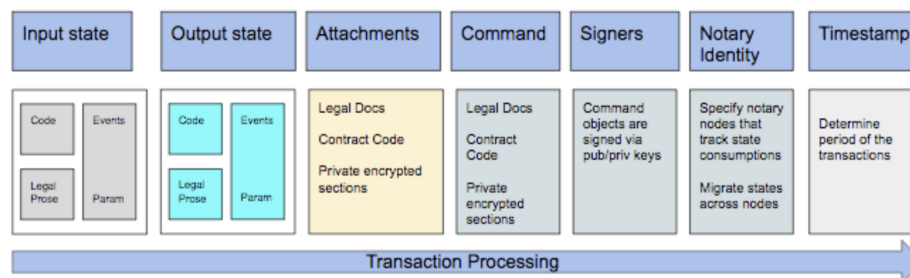 Input state
Output state
Attachments
Command
Signers
Notary
Identity
Timestamp
Code
Events
Legal
Prose
Param
Code
Events
Legal
Prose
Param
Legal Docs
Contract Code
Private encrypted
sections
Legal Docs
Contract
Code
Private
encrypted
sections
Command
objects are
signed via
pub/priv keys
Specify notary
nodes that
track state
consumptions
Migrate states
across nodes
Determine
period of the
transactions
Transaction Processing